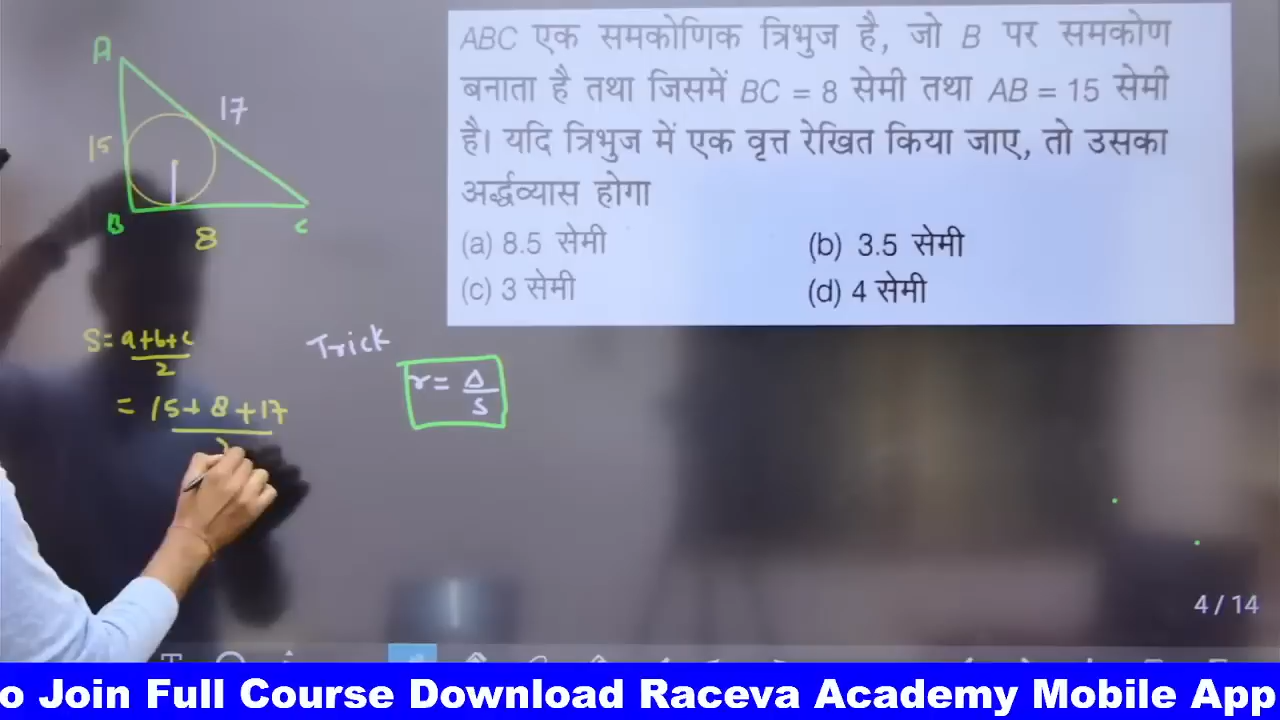 A
17
15
B
8
C
ABC एक समकोणिक त्रिभुज है, जो B पर समकोण
बनाता है तथा जिसमें BC = 8 सेमी तथा AB = 15 सेमी
है। यदि त्रिभुज में एक वृत्त रेखित किया जाए, तो उसका
अर्द्धव्यास होगा
(a) 8.5 सेमी (b) 3.5 सेमी
(c) 3 सेमी (d) 4 सेमी
S = a+b+c
2
= 15 + 8 + 17
Trick
r = Δ
s
4 / 14
o Join Full Course Download Raceva Academy Mobile App